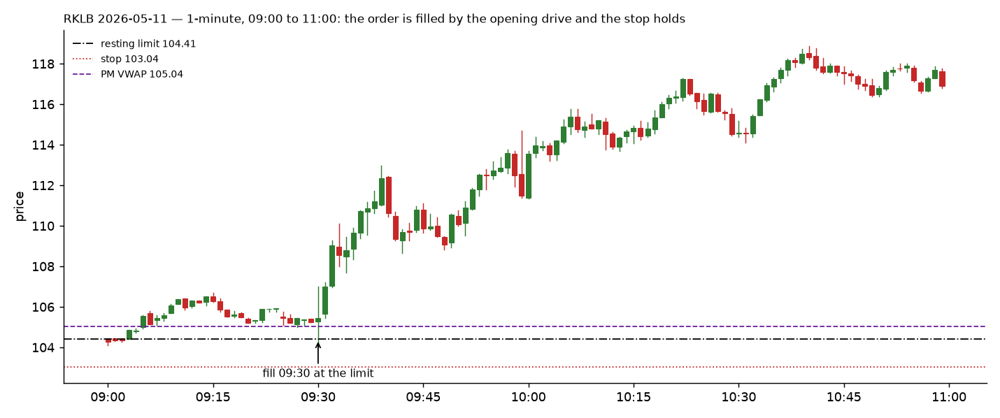 RKLB 2026-05-11 — 1-minute, 09:00 to 11:00: the order is filled by the opening drive and the stop holds
resting limit 104.41
stop 103.04
PM VWAP 105.04
118
116
114
112
110
108
106
104
price
fill 09:30 at the limit
09:00 09:15 09:30 09:45 10:00 10:15 10:30 10:45 11:00